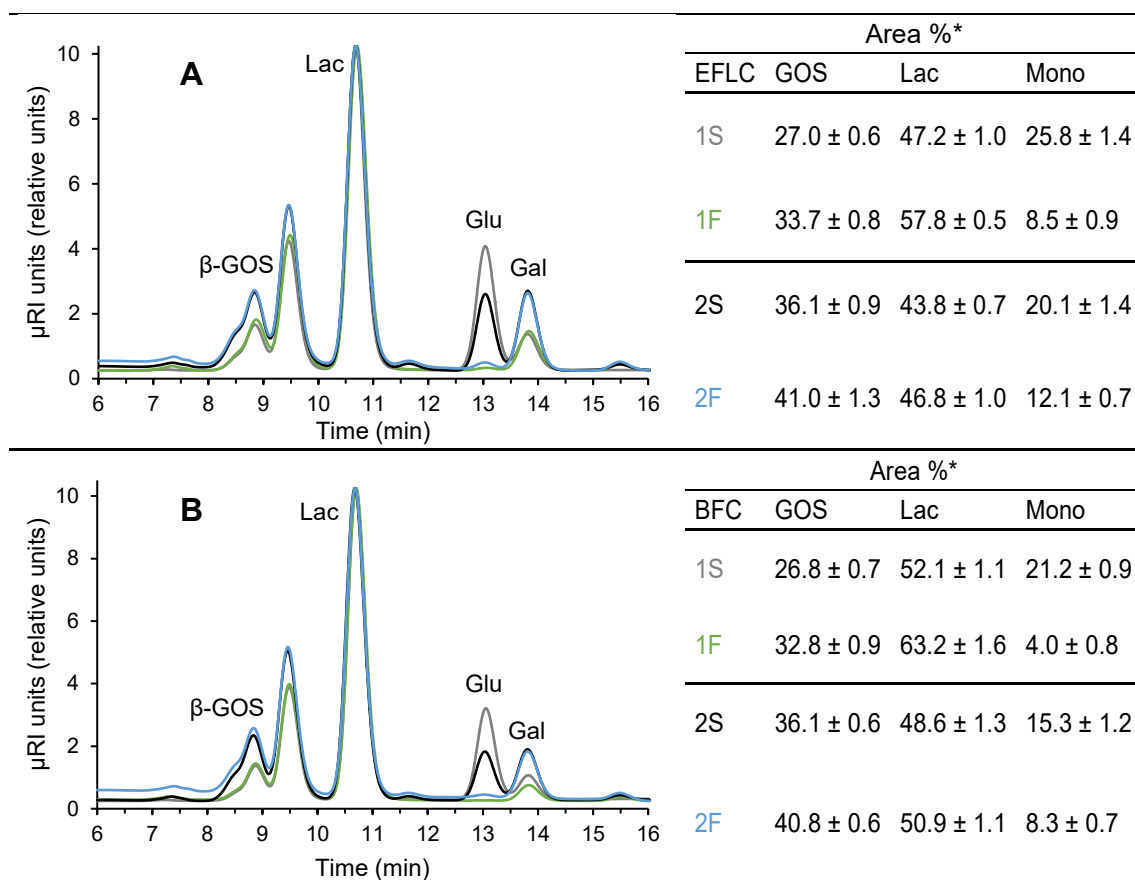 A
Lac
Glu
Gal
β-GOS
μRI units (relative units)
10
8
6
4
2
0
6 7 8 9 10 11 12 13 14 15 16
Time (min)
Area %*
EFLC GOS Lac Mono
1S 27.0 ± 0.6 47.2 ± 1.0 25.8 ± 1.4
1F 33.7 ± 0.8 57.8 ± 0.5 8.5 ± 0.9
2S 36.1 ± 0.9 43.8 ± 0.7 20.1 ± 1.4
2F 41.0 ± 1.3 46.8 ± 1.0 12.1 ± 0.7
B
Lac
Glu
Gal
β-GOS
μRI units (relative units)
10
8
6
4
2
0
6 7 8 9 10 11 12 13 14 15 16
Time (min)
Area %*
BFC GOS Lac Mono
1S 26.8 ± 0.7 52.1 ± 1.1 21.2 ± 0.9
1F 32.8 ± 0.9 63.2 ± 1.6 4.0 ± 0.8
2S 36.1 ± 0.6 48.6 ± 1.3 15.3 ± 1.2
2F 40.8 ± 0.6 50.9 ± 1.1 8.3 ± 0.7